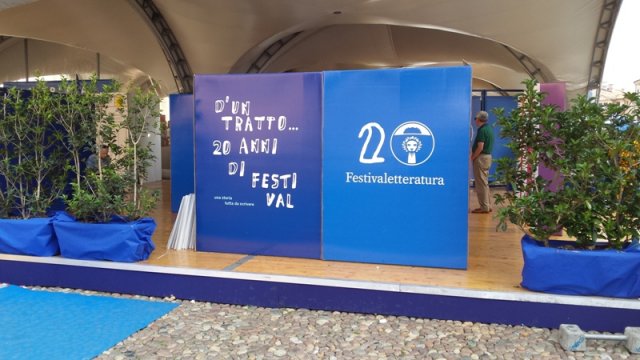 D'UN
TRATTO...
20 ANNI
DI
FESTI
VAL
una storia
tutta da scrivere
20
Festivaletteratura